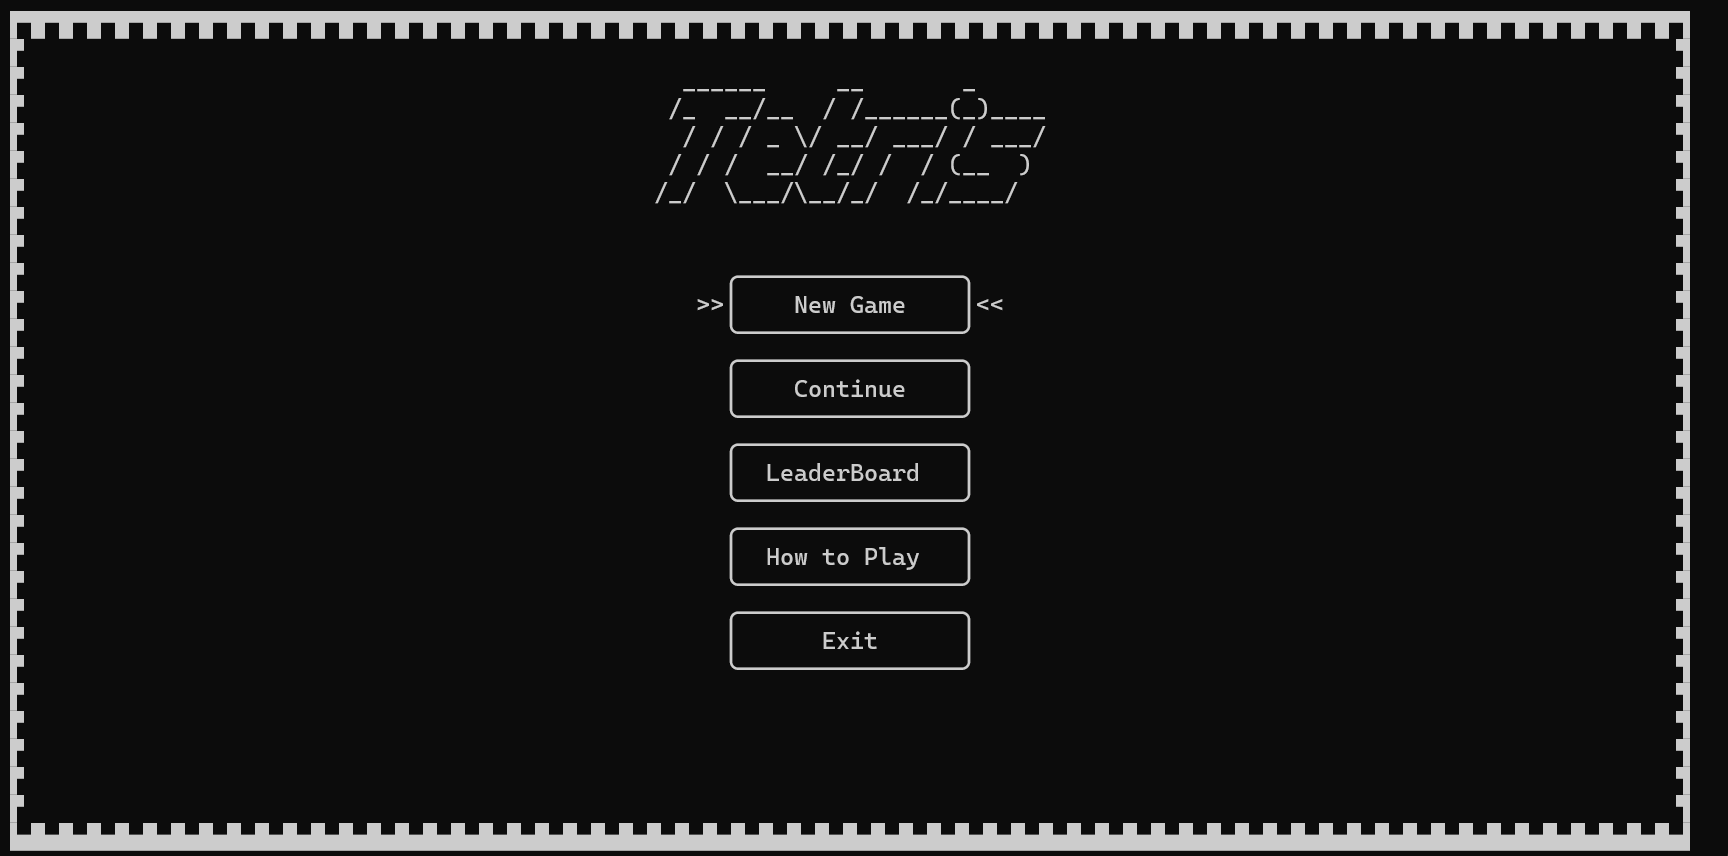 Tetris
>> New Game <<
Continue
LeaderBoard
How to Play
Exit